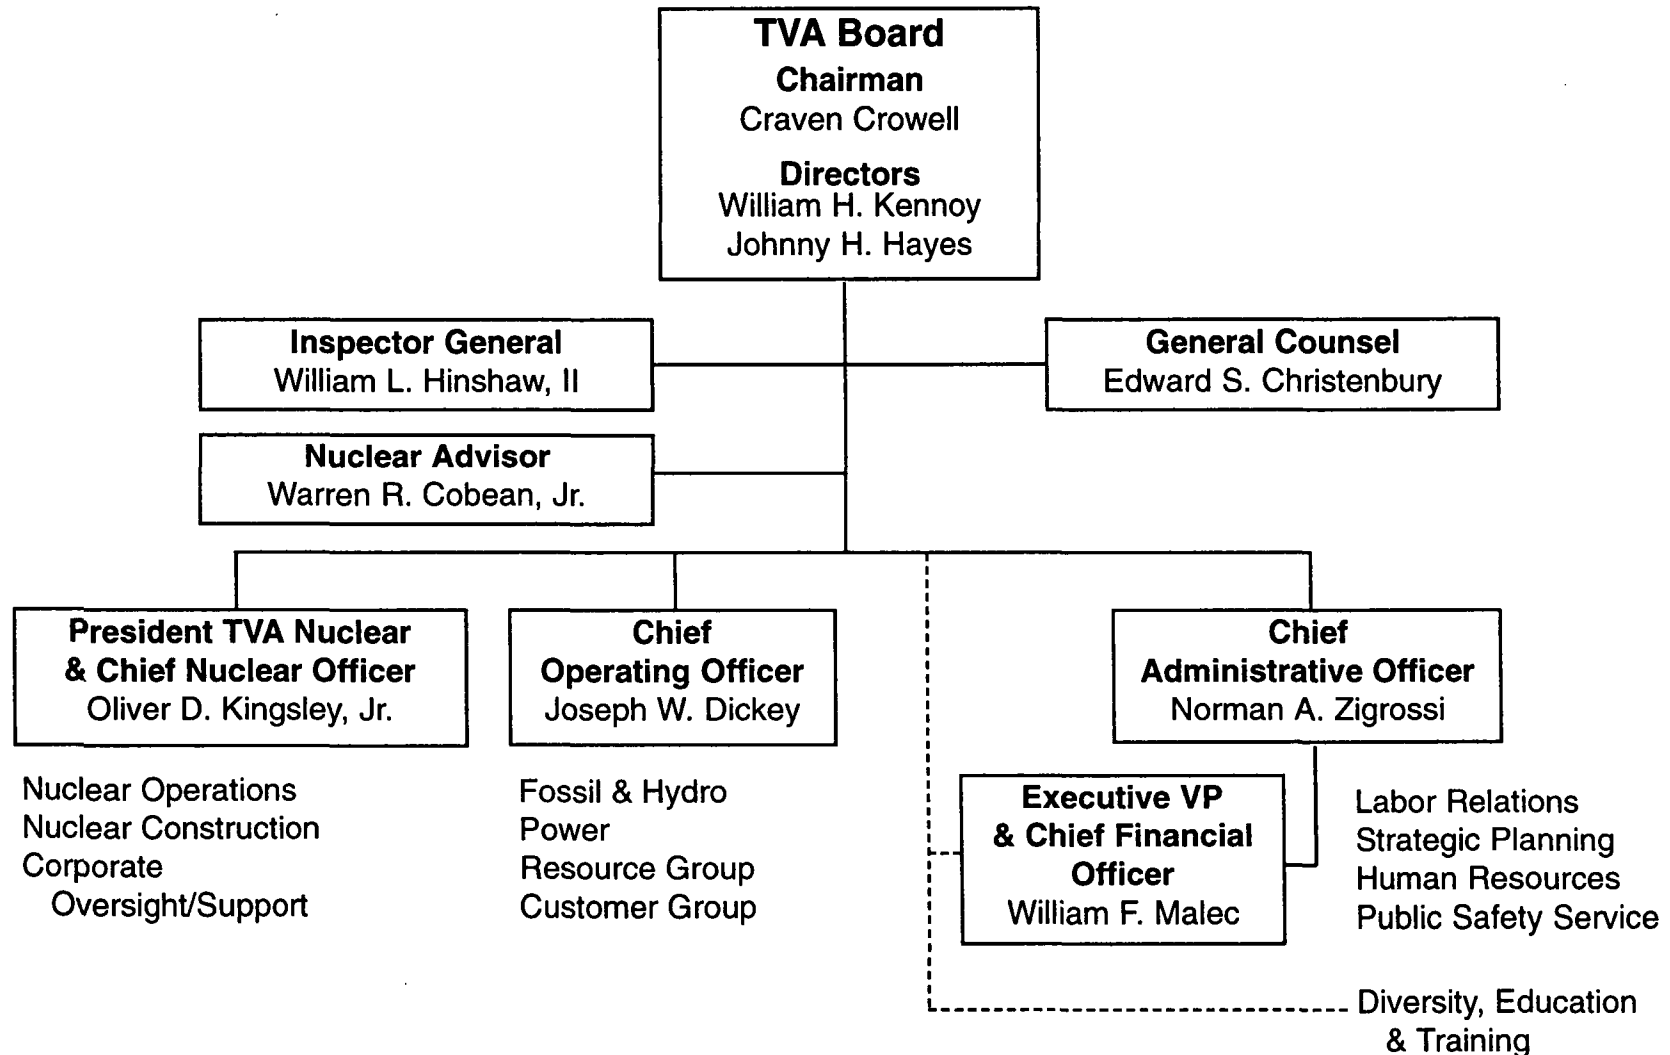 TVA Board
Chairman
Craven Crowell
Directors
William H. Kennoy
Johnny H. Hayes
Inspector General
William L. Hinshaw, II
General Counsel
Edward S. Christenbury
Nuclear Advisor
Warren R. Cobean, Jr.
President TVA Nuclear
& Chief Nuclear Officer
Oliver D. Kingsley, Jr.
Nuclear Operations
Nuclear Construction
Corporate
Oversight/Support
Chief
Operating Officer
Joseph W. Dickey
Fossil & Hydro
Power
Resource Group
Customer Group
Chief
Administrative Officer
Norman A. Zigrossi
Executive VP
& Chief Financial
Officer
William F. Malec
Labor Relations
Strategic Planning
Human Resources
Public Safety Service
Diversity, Education
& Training